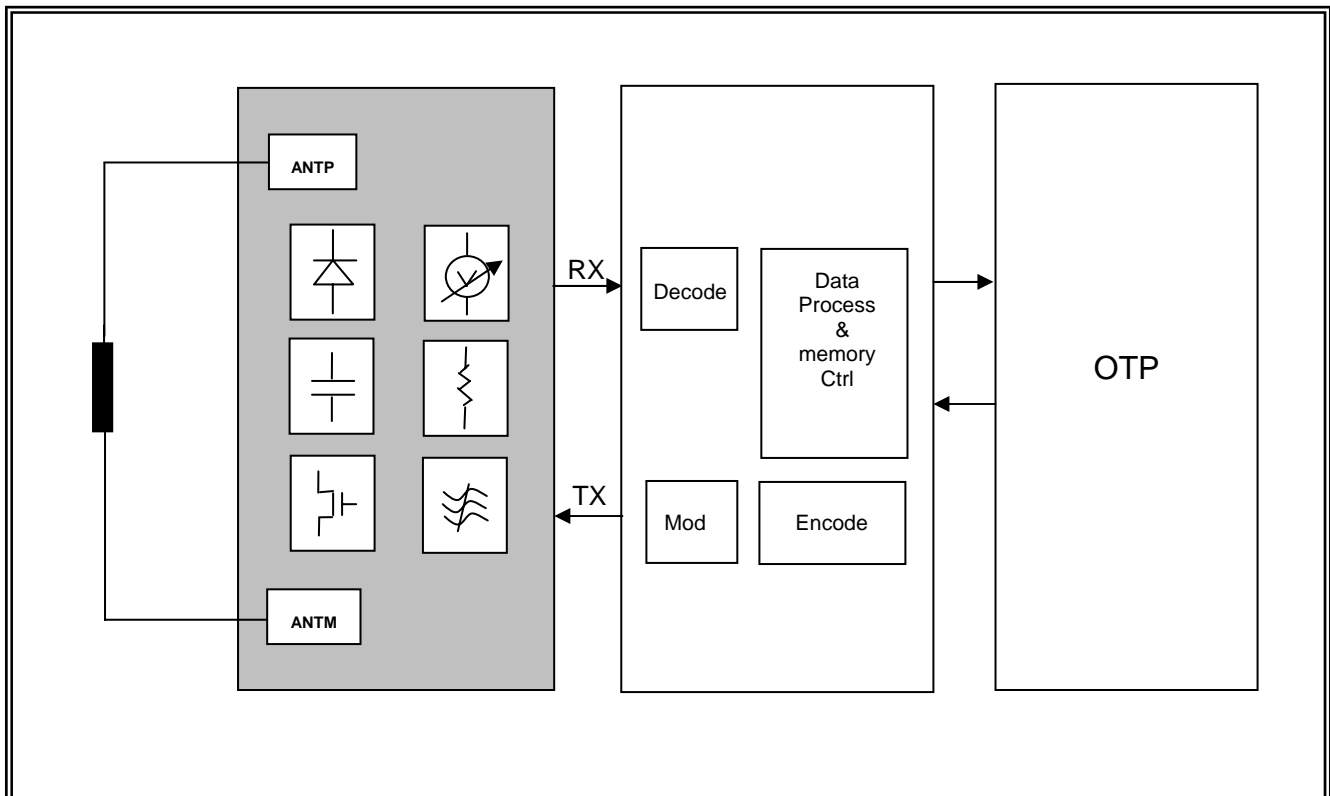 ANTP
RX
Decode
Data
Process
&
memory
Ctrl
OTP
TX
Mod
Encode
ANTM